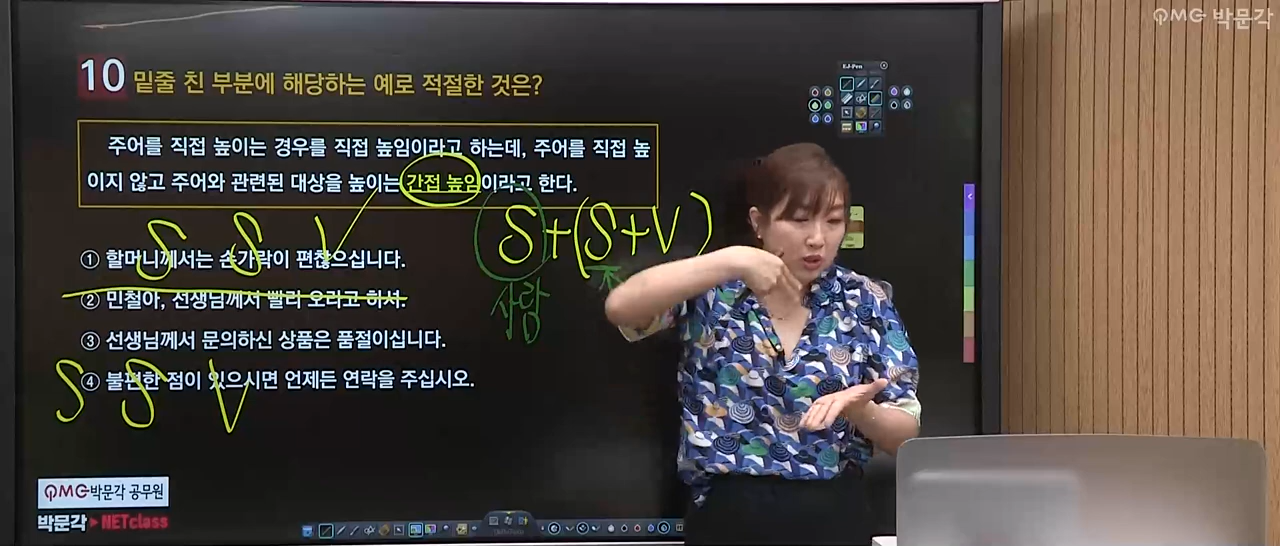 PMG 박문각
10 밑줄 친 부분에 해당하는 예로 적절한 것은?
주어를 직접 높이는 경우를 직접 높임이라고 하는데, 주어를 직접 높
이지 않고 주어와 관련된 대상을 높이는 간접 높임이라고 한다.
S S V
S+(S+V)
사람
① 할머니께서는 손가락이 편찮으십니다.
② 민철아, 선생님께서 빨리 오라고 하셔.
③ 선생님께서 문의하신 상품은 품절이십니다.
④ 불편한 점이 있으시면 언제든 연락을 주십시오.
S S V
PMG 박문각 공무원
박문각 ▶ NETclass
EJ-Pen